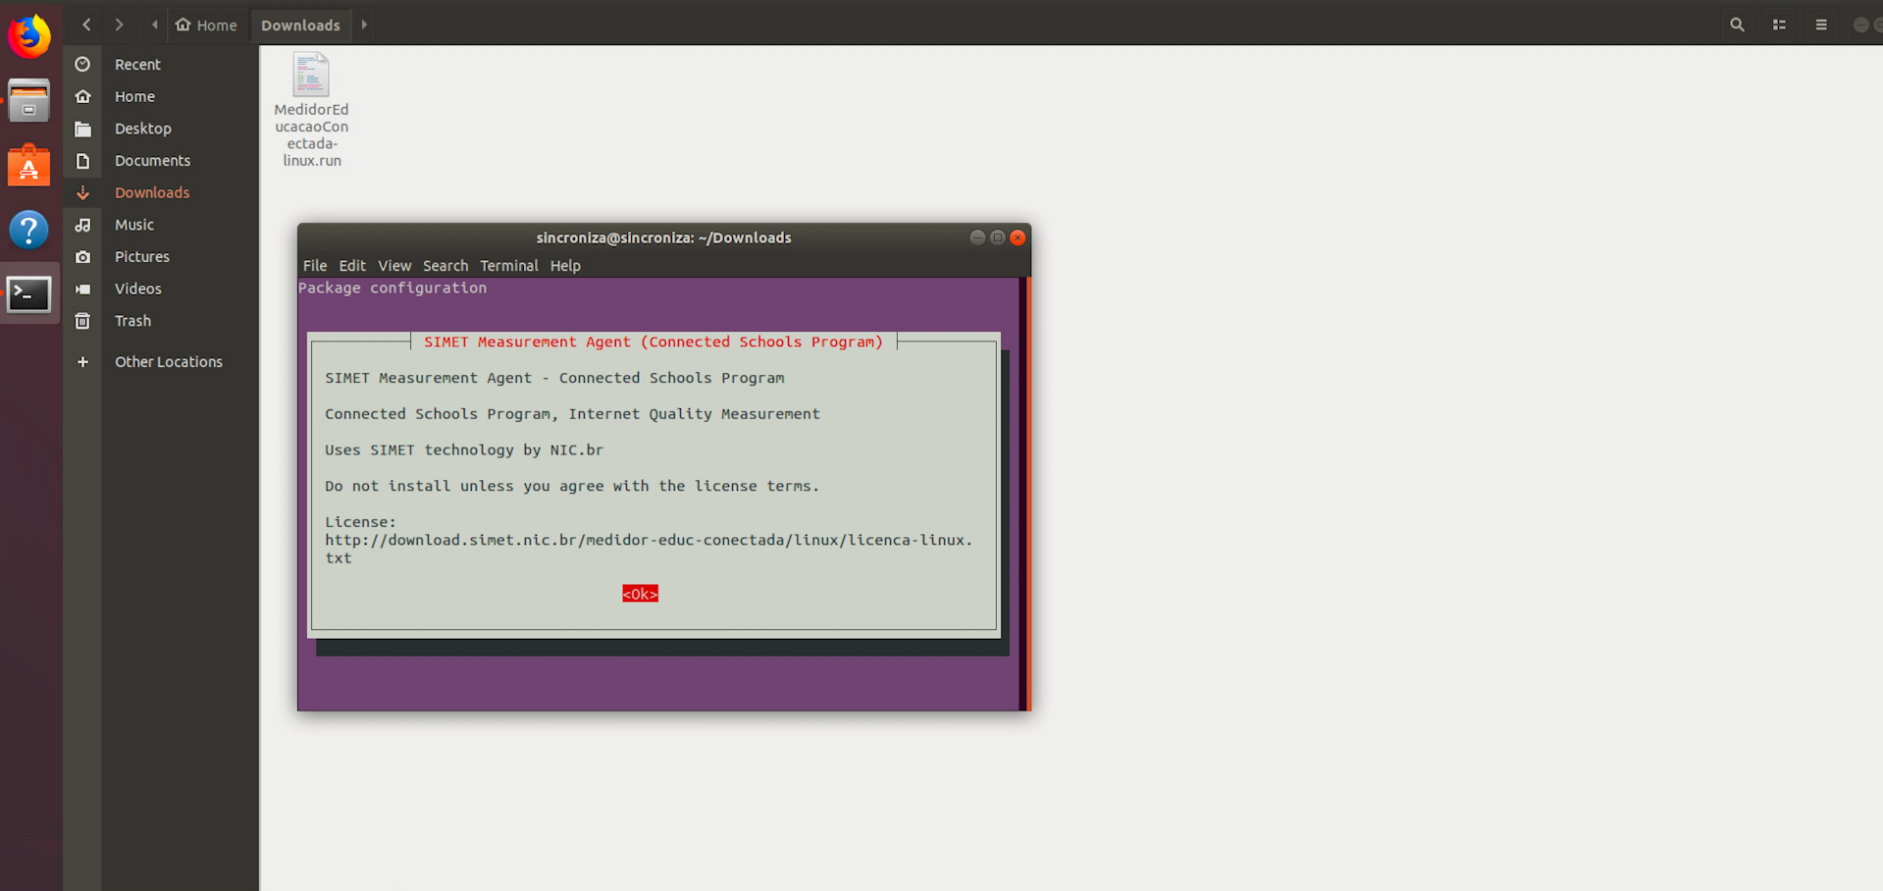 Home
Downloads
Recent
Home
Desktop
Documents
Downloads
Music
Pictures
Videos
Trash
+ Other Locations
MedidorEd
ucacaoCon
ectada-
linux.run
sincroniza@sincroniza: ~/Downloads
File Edit View Search Terminal Help
Package configuration
SIMET Measurement Agent (Connected Schools Program)
SIMET Measurement Agent - Connected Schools Program
Connected Schools Program, Internet Quality Measurement
Uses SIMET technology by NIC.br
Do not install unless you agree with the license terms.
License:
http://download.simet.nic.br/medidor-educ-conectada/linux/licenca-linux.
txt
<Ok>